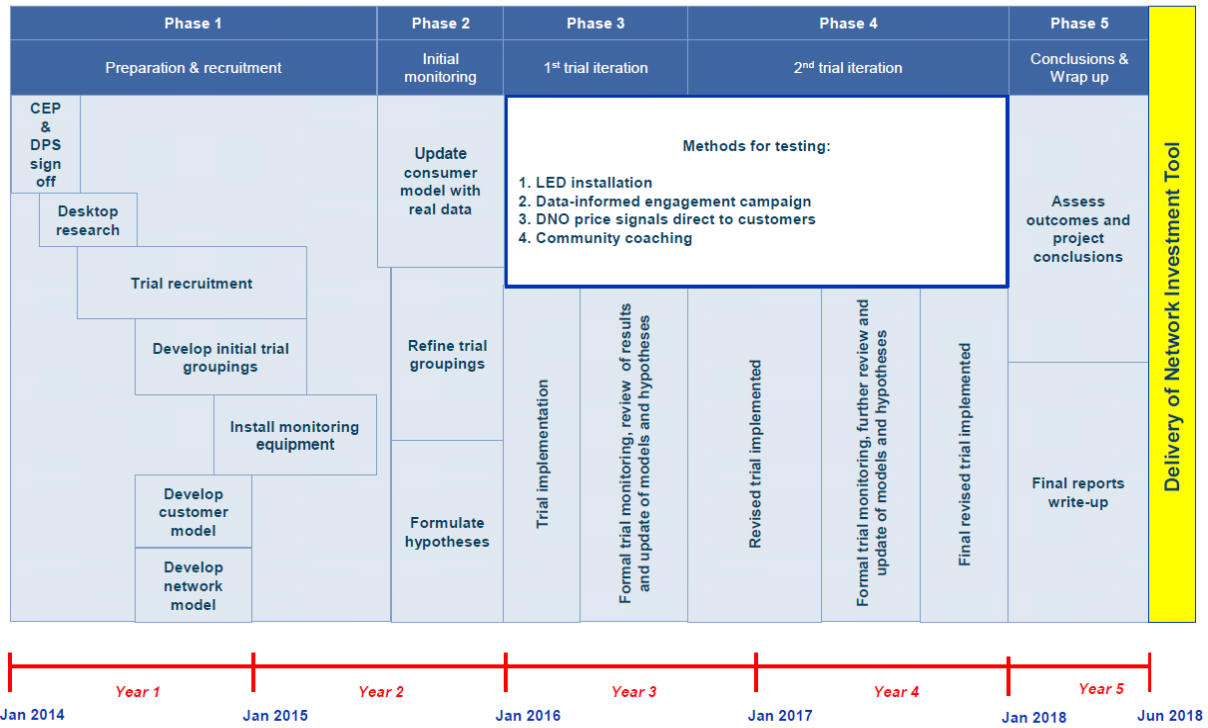 Phase 1
Phase 2
Phase 3
Phase 4
Phase 5
Preparation & recruitment
Initial
monitoring
1st trial iteration
2nd trial iteration
Conclusions &
Wrap up
CEP
&
DPS
sign
off
Desktop
research
Trial recruitment
Develop initial trial
groupings
Install monitoring
equipment
Develop
customer
model
Develop
network
model
Update
consumer
model with
real data
Refine trial
groupings
Formulate
hypotheses
Methods for testing:
1. LED installation
2. Data-informed engagement campaign
3. DNO price signals direct to customers
4. Community coaching
Trial implementation
Formal trial monitoring, review of results
and update of models and hypotheses
Revised trial implemented
Formal trial monitoring, further review and
update of models and hypotheses
Final revised trial implemented
Assess
outcomes and
project
conclusions
Final reports
write-up
Delivery of Network Investment Tool
Year 1
Year 2
Year 3
Year 4
Year 5
Jan 2014
Jan 2015
Jan 2016
Jan 2017
Jan 2018
Jun 2018